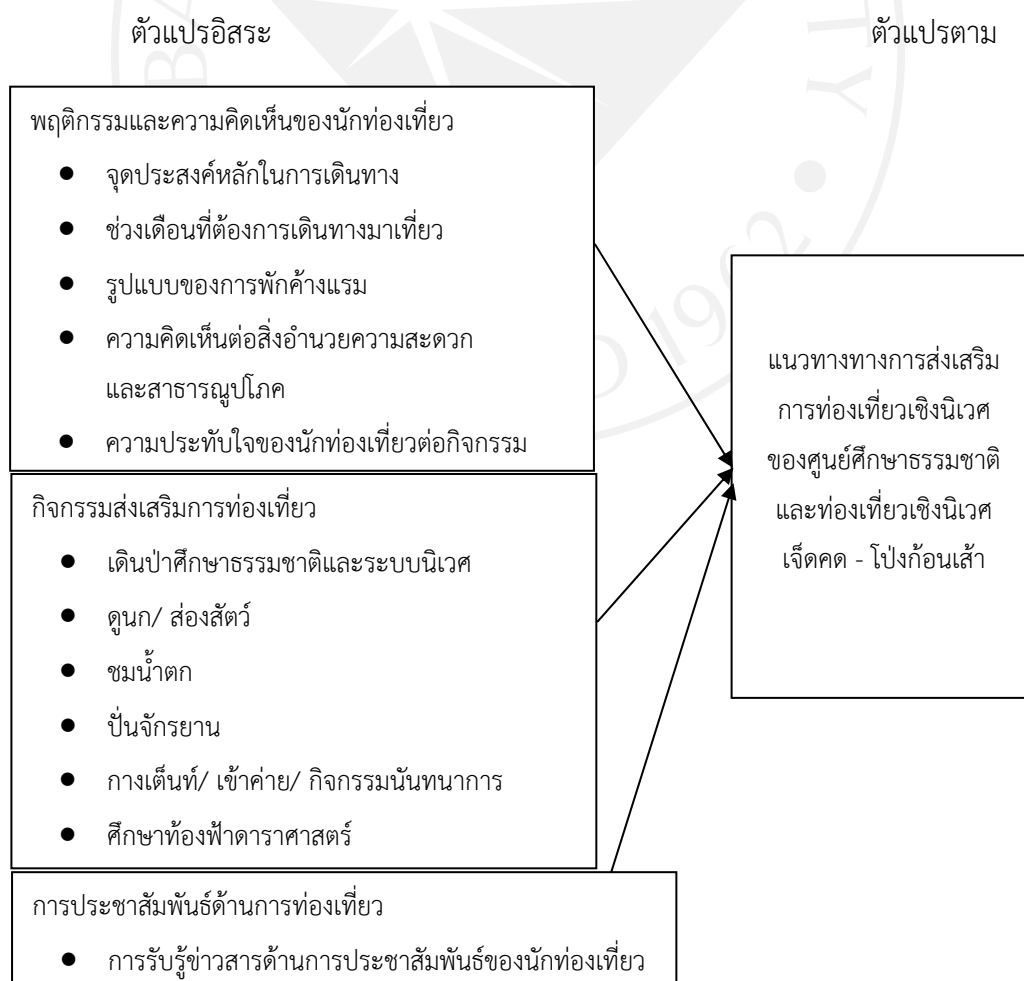 ตัวแปรอิสระ
ตัวแปรตาม
พฤติกรรมและความคิดเห็นของนักท่องเที่ยว
● จุดประสงค์หลักในการเดินทาง
● ช่วงเดือนที่ต้องการเดินทางมาเที่ยว
● รูปแบบของการพักค้างแรม
● ความคิดเห็นต่อสิ่งอำนวยความสะดวก
และสาธารณูปโภค
● ความประทับใจของนักท่องเที่ยวต่อกิจกรรม
กิจกรรมส่งเสริมการท่องเที่ยว
● เดินป่าศึกษาธรรมชาติและระบบนิเวศ
● ดูนก/ ส่องสัตว์
● ชมน้ำตก
● ปั่นจักรยาน
● กางเต็นท์/ เข้าค่าย/ กิจกรรมนันทนาการ
● ศึกษาท้องฟ้าดาราศาสตร์
การประชาสัมพันธ์ด้านการท่องเที่ยว
● การรับรู้ข่าวสารด้านการประชาสัมพันธ์ของนักท่องเที่ยว
แนวทางทางการส่งเสริม
การท่องเที่ยวเชิงนิเวศ
ของศูนย์ศึกษาธรรมชาติ
และท่องเที่ยวเชิงนิเวศ
เจ็ดคด - โป่งก้อนเส้า
1962